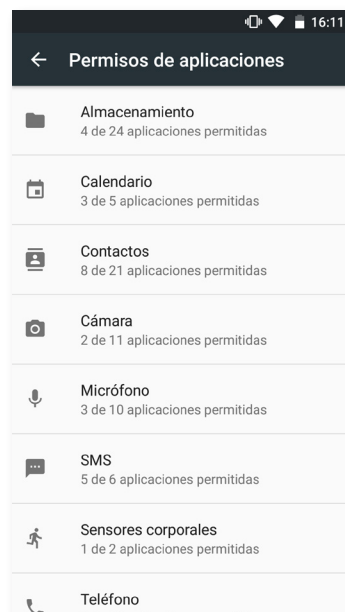 16:11
Permisos de aplicaciones
Almacenamiento
4 de 24 aplicaciones permitidas
Calendario
3 de 5 aplicaciones permitidas
Contactos
8 de 21 aplicaciones permitidas
Cámara
2 de 11 aplicaciones permitidas
Micrófono
3 de 10 aplicaciones permitidas
SMS
5 de 6 aplicaciones permitidas
Sensores corporales
1 de 2 aplicaciones permitidas
Teléfono